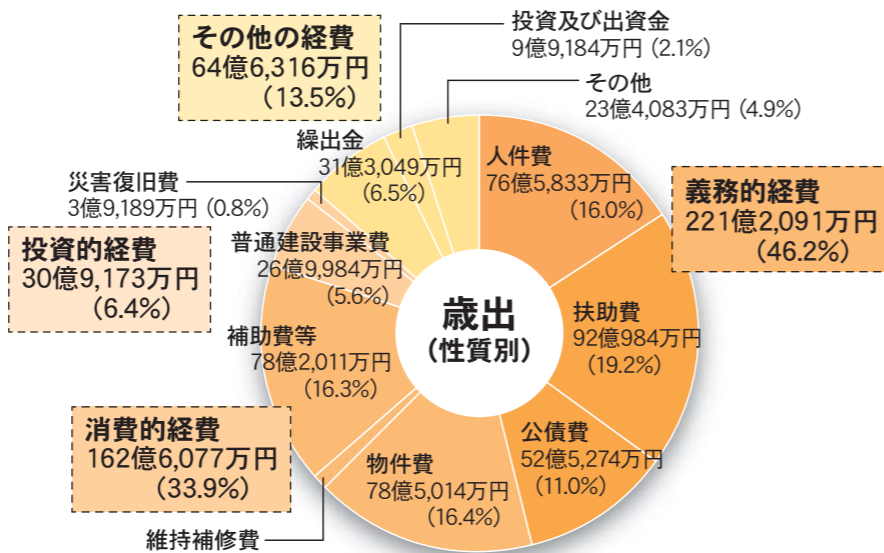 その他の経費
64億6,316万円
(13.5%)
投資及び出資金
9億9,184万円 (2.1%)
その他
23億4,083万円 (4.9%)
繰出金
31億3,049万円
(6.5%)
人件費
76億5,833万円
(16.0%)
義務的経費
221億2,091万円
(46.2%)
災害復旧費
3億9,189万円 (0.8%)
投資的経費
30億9,173万円
(6.4%)
普通建設事業費
26億9,984万円
(5.6%)
歳出
(性質別)
扶助費
92億984万円
(19.2%)
補助費等
78億2,011万円
(16.3%)
消費的経費
162億6,077万円
(33.9%)
物件費
78億5,014万円
(16.4%)
公債費
52億5,274万円
(11.0%)
維持補修費